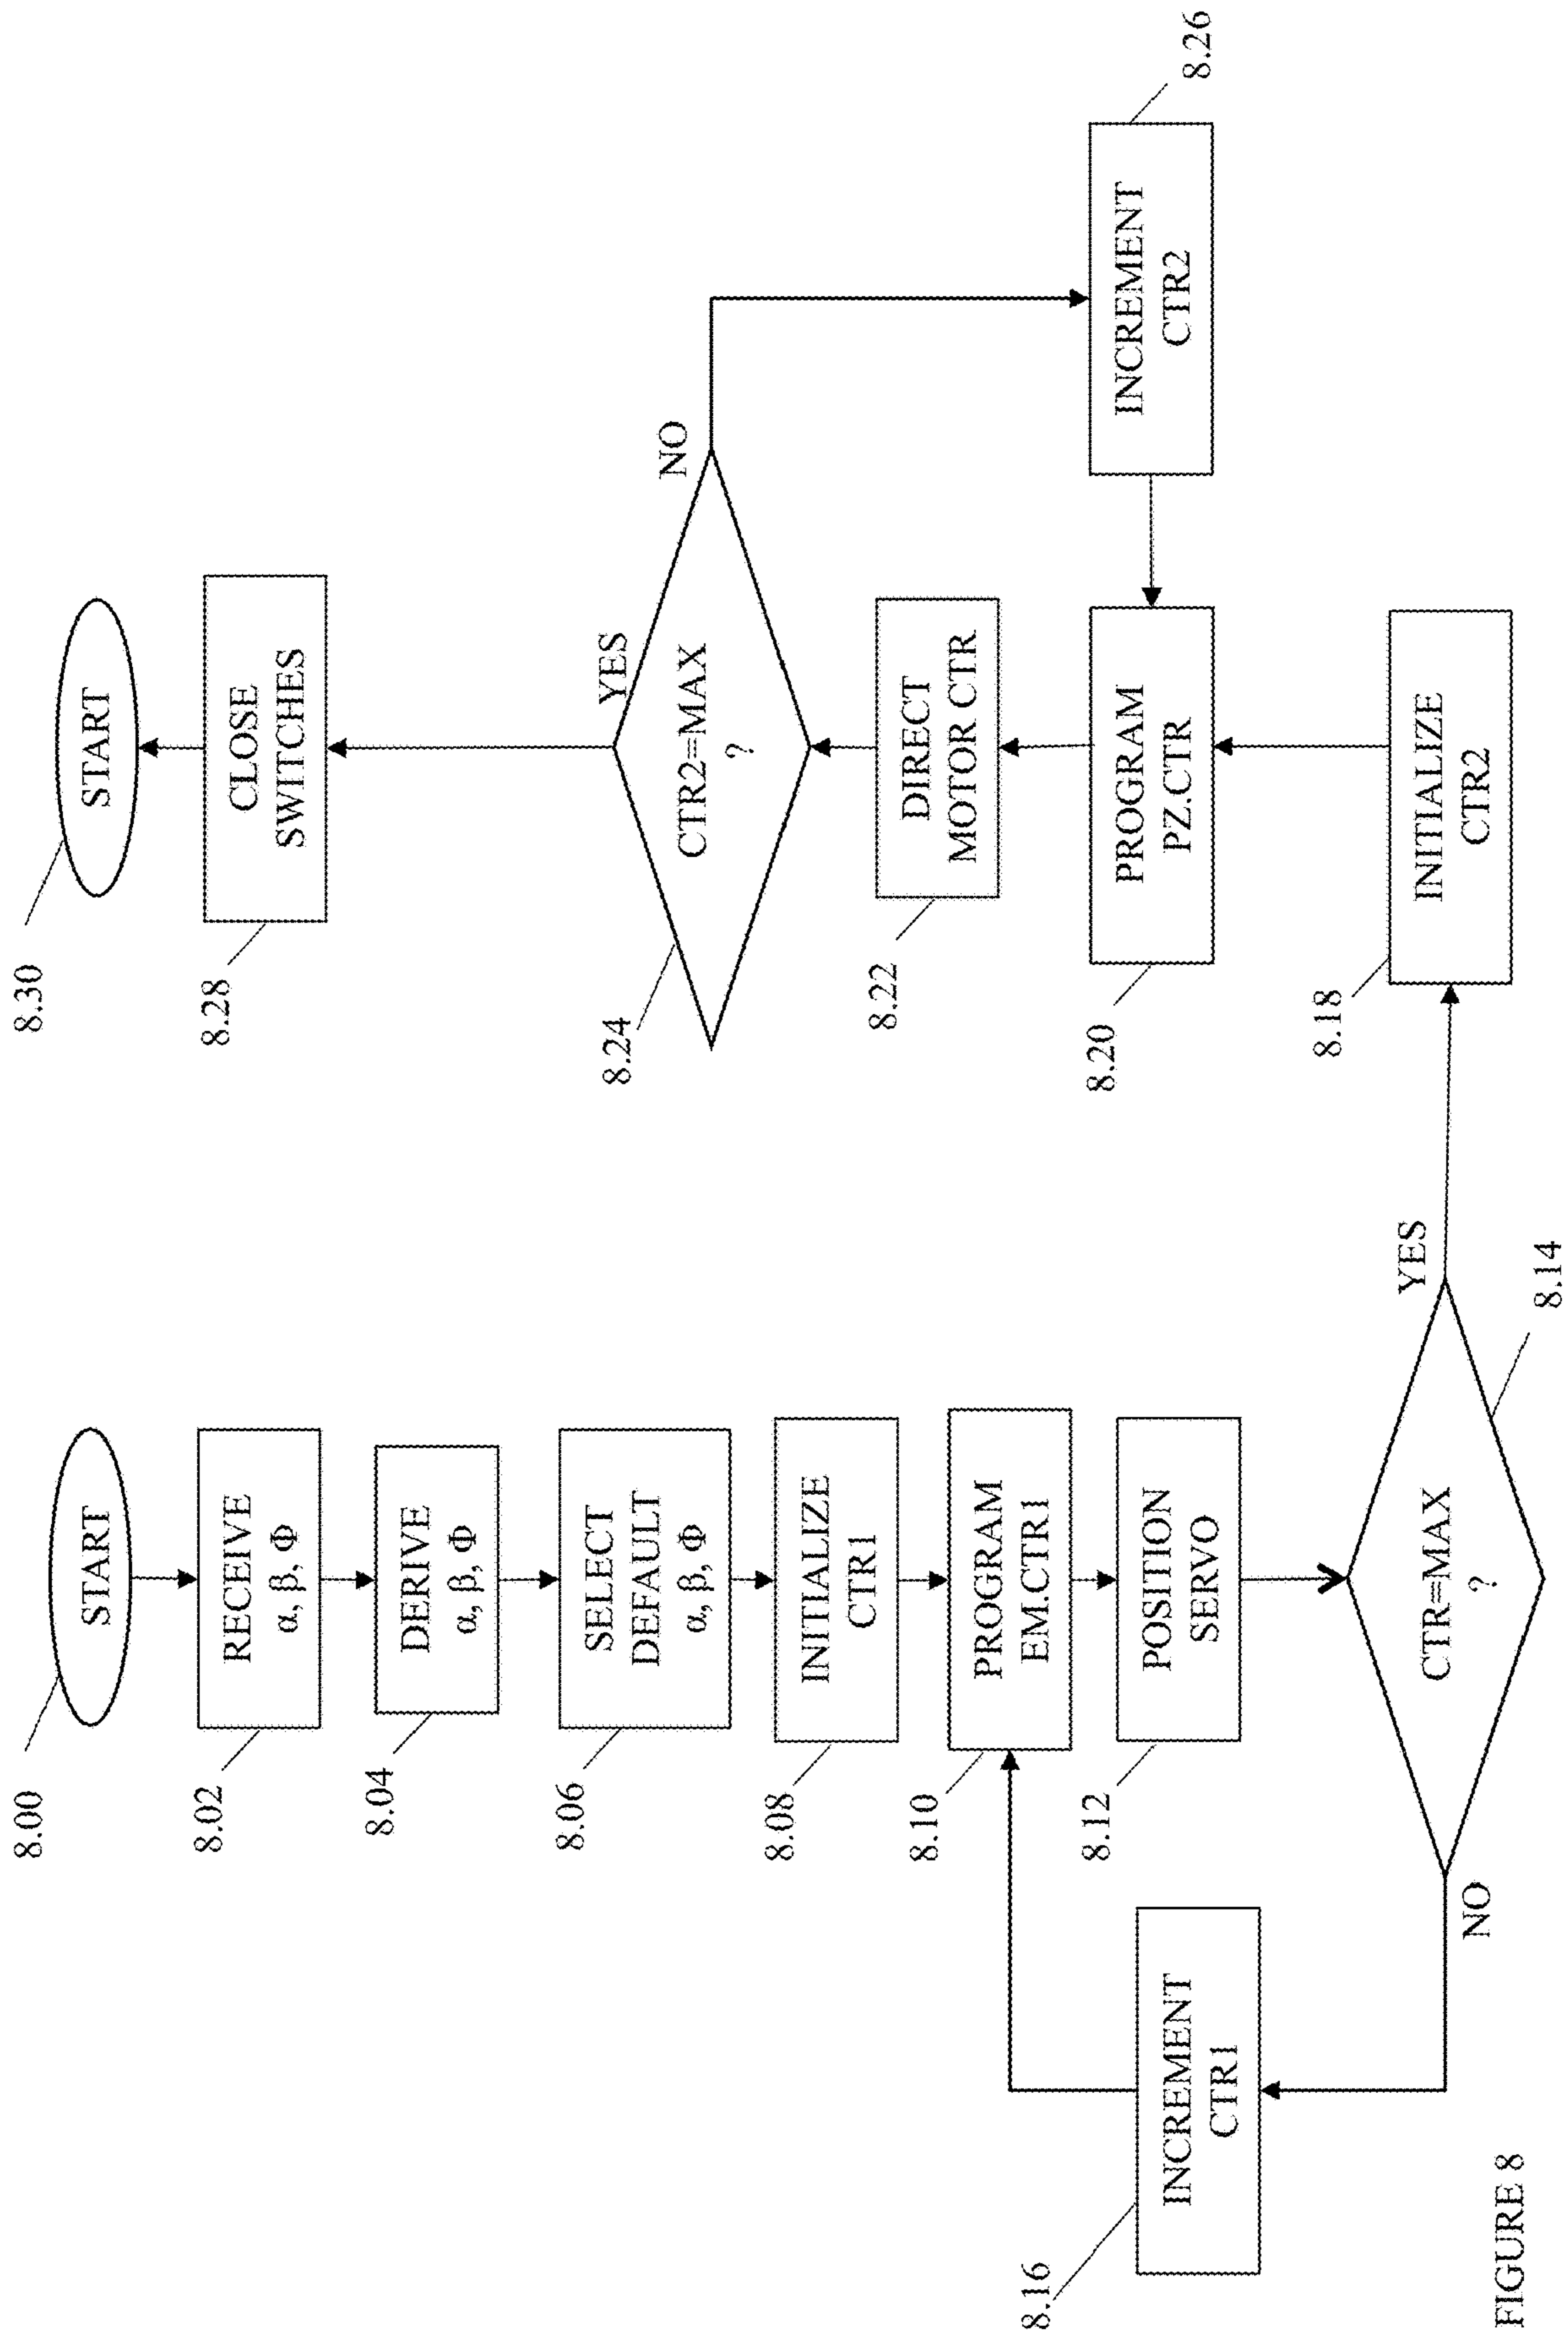 START
8.00
RECEIVE
α, β, Φ
8.02
DERIVE
α, β, Φ
8.04
SELECT
DEFAULT
α, β, Φ
8.06
INITIALIZE
CTR1
8.08
PROGRAM
EM.CTR1
8.10
POSITION
SERVO
8.12
CTR=MAX
?
8.14
YES
NO
INCREMENT
CTR1
8.16
INITIALIZE
CTR2
8.18
PROGRAM
PZ.CTR
8.20
DIRECT
MOTOR CTR
8.22
CTR2=MAX
?
8.24
YES
NO
INCREMENT
CTR2
8.26
CLOSE
SWITCHES
8.28
START
8.30
FIGURE 8